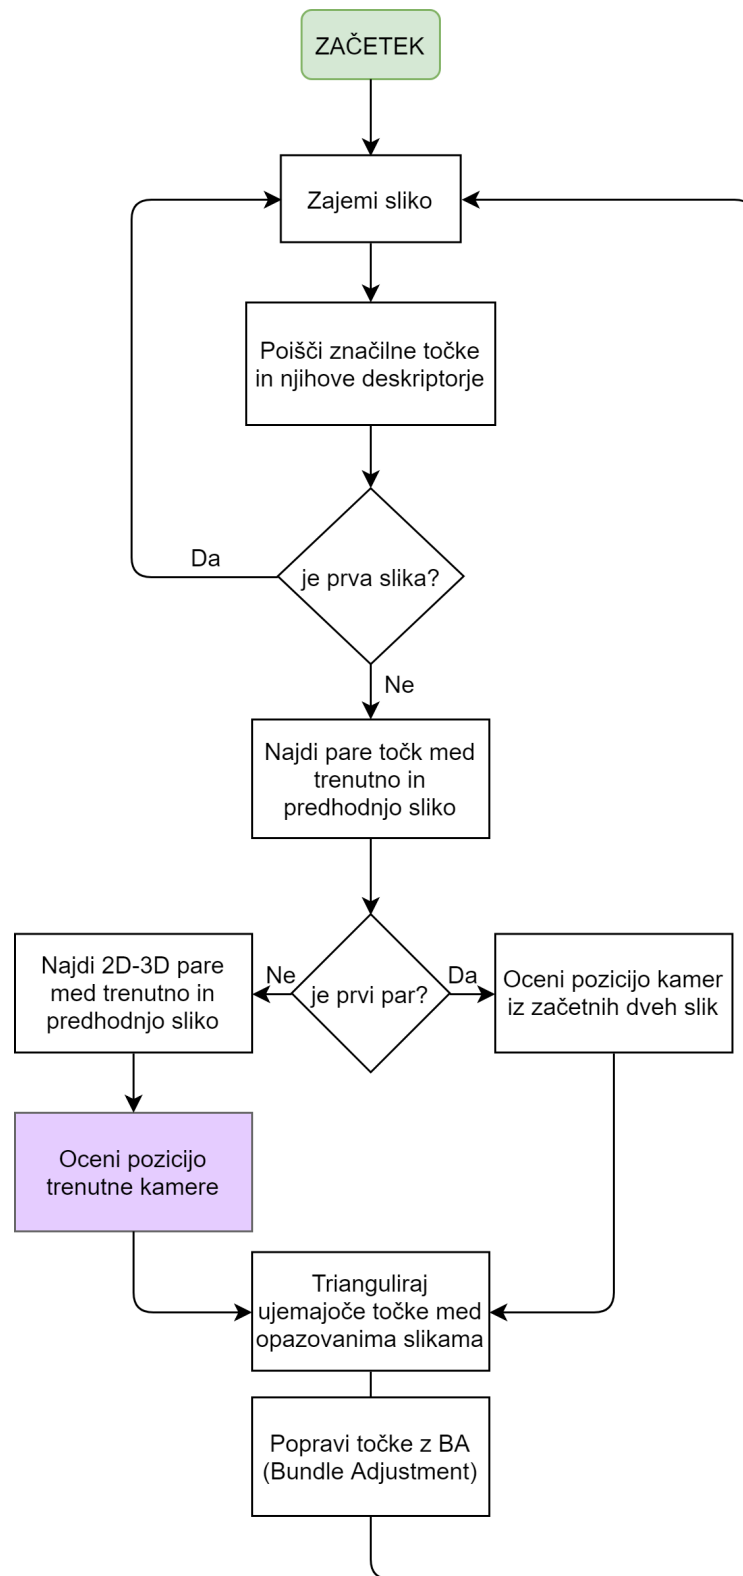 ZAČETEK
Zajemi sliko
Poišči značilne točke
in njihove deskriptorje
Da
je prva slika?
Ne
Najdi pare točk med
trenutno in
predhodnjo sliko
Najdi 2D-3D pare
med trenutno in
predhodnjo sliko
Ne
je prvi par?
Da
Oceni pozicijo kamer
iz začetnih dveh slik
Oceni pozicijo
trenutne kamere
Trianguliraj
ujemajoče točke med
opazovanima slikama
Popravi točke z BA
(Bundle Adjustment)